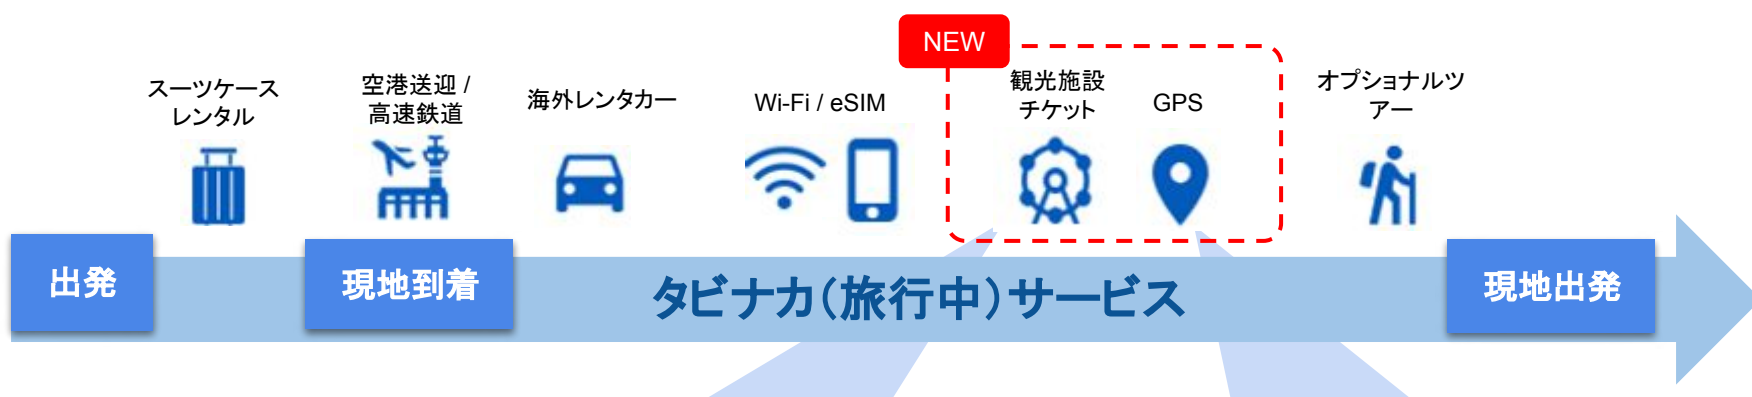 NEW
スーツケース
レンタル
空港送迎 /
高速鉄道
海外レンタカー
Wi-Fi / eSIM
観光施設
チケット
GPS
オプショナルツ
アー
出発
現地到着
タビナカ(旅行中)サービス
現地出発